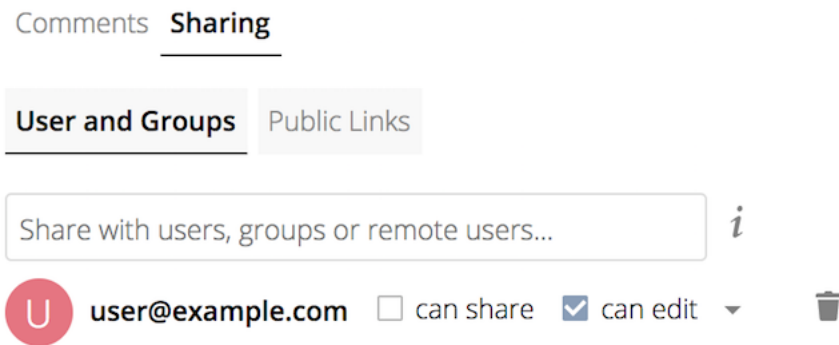 Comments Sharing
User and Groups Public Links
Share with users, groups or remote users...
i
U user@example.com can share can edit